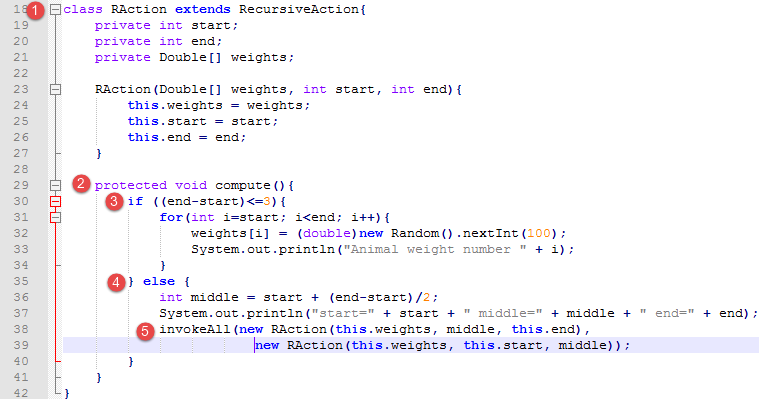 18 1 class RAction extends RecursiveAction{
19     private int start;
20     private int end;
21     private Double[] weights;
22
23     RAction(Double[] weights, int start, int end){
24         this.weights = weights;
25         this.start = start;
26         this.end = end;
27     }
28
29 2 protected void compute(){
30 3     if ((end-start)<=3){
31             for(int i=start; i<end; i++){
32                 weights[i] = (double)new Random().nextInt(100);
33                 System.out.println("Animal weight number " + i);
34             }
35 4     } else {
36             int middle = start + (end-start)/2;
37             System.out.println("start=" + start + " middle=" + middle + " end=" + end);
38 5         invokeAll(new RAction(this.weights, middle, this.end),
39                         new RAction(this.weights, this.start, middle));
40         }
41     }
42 }